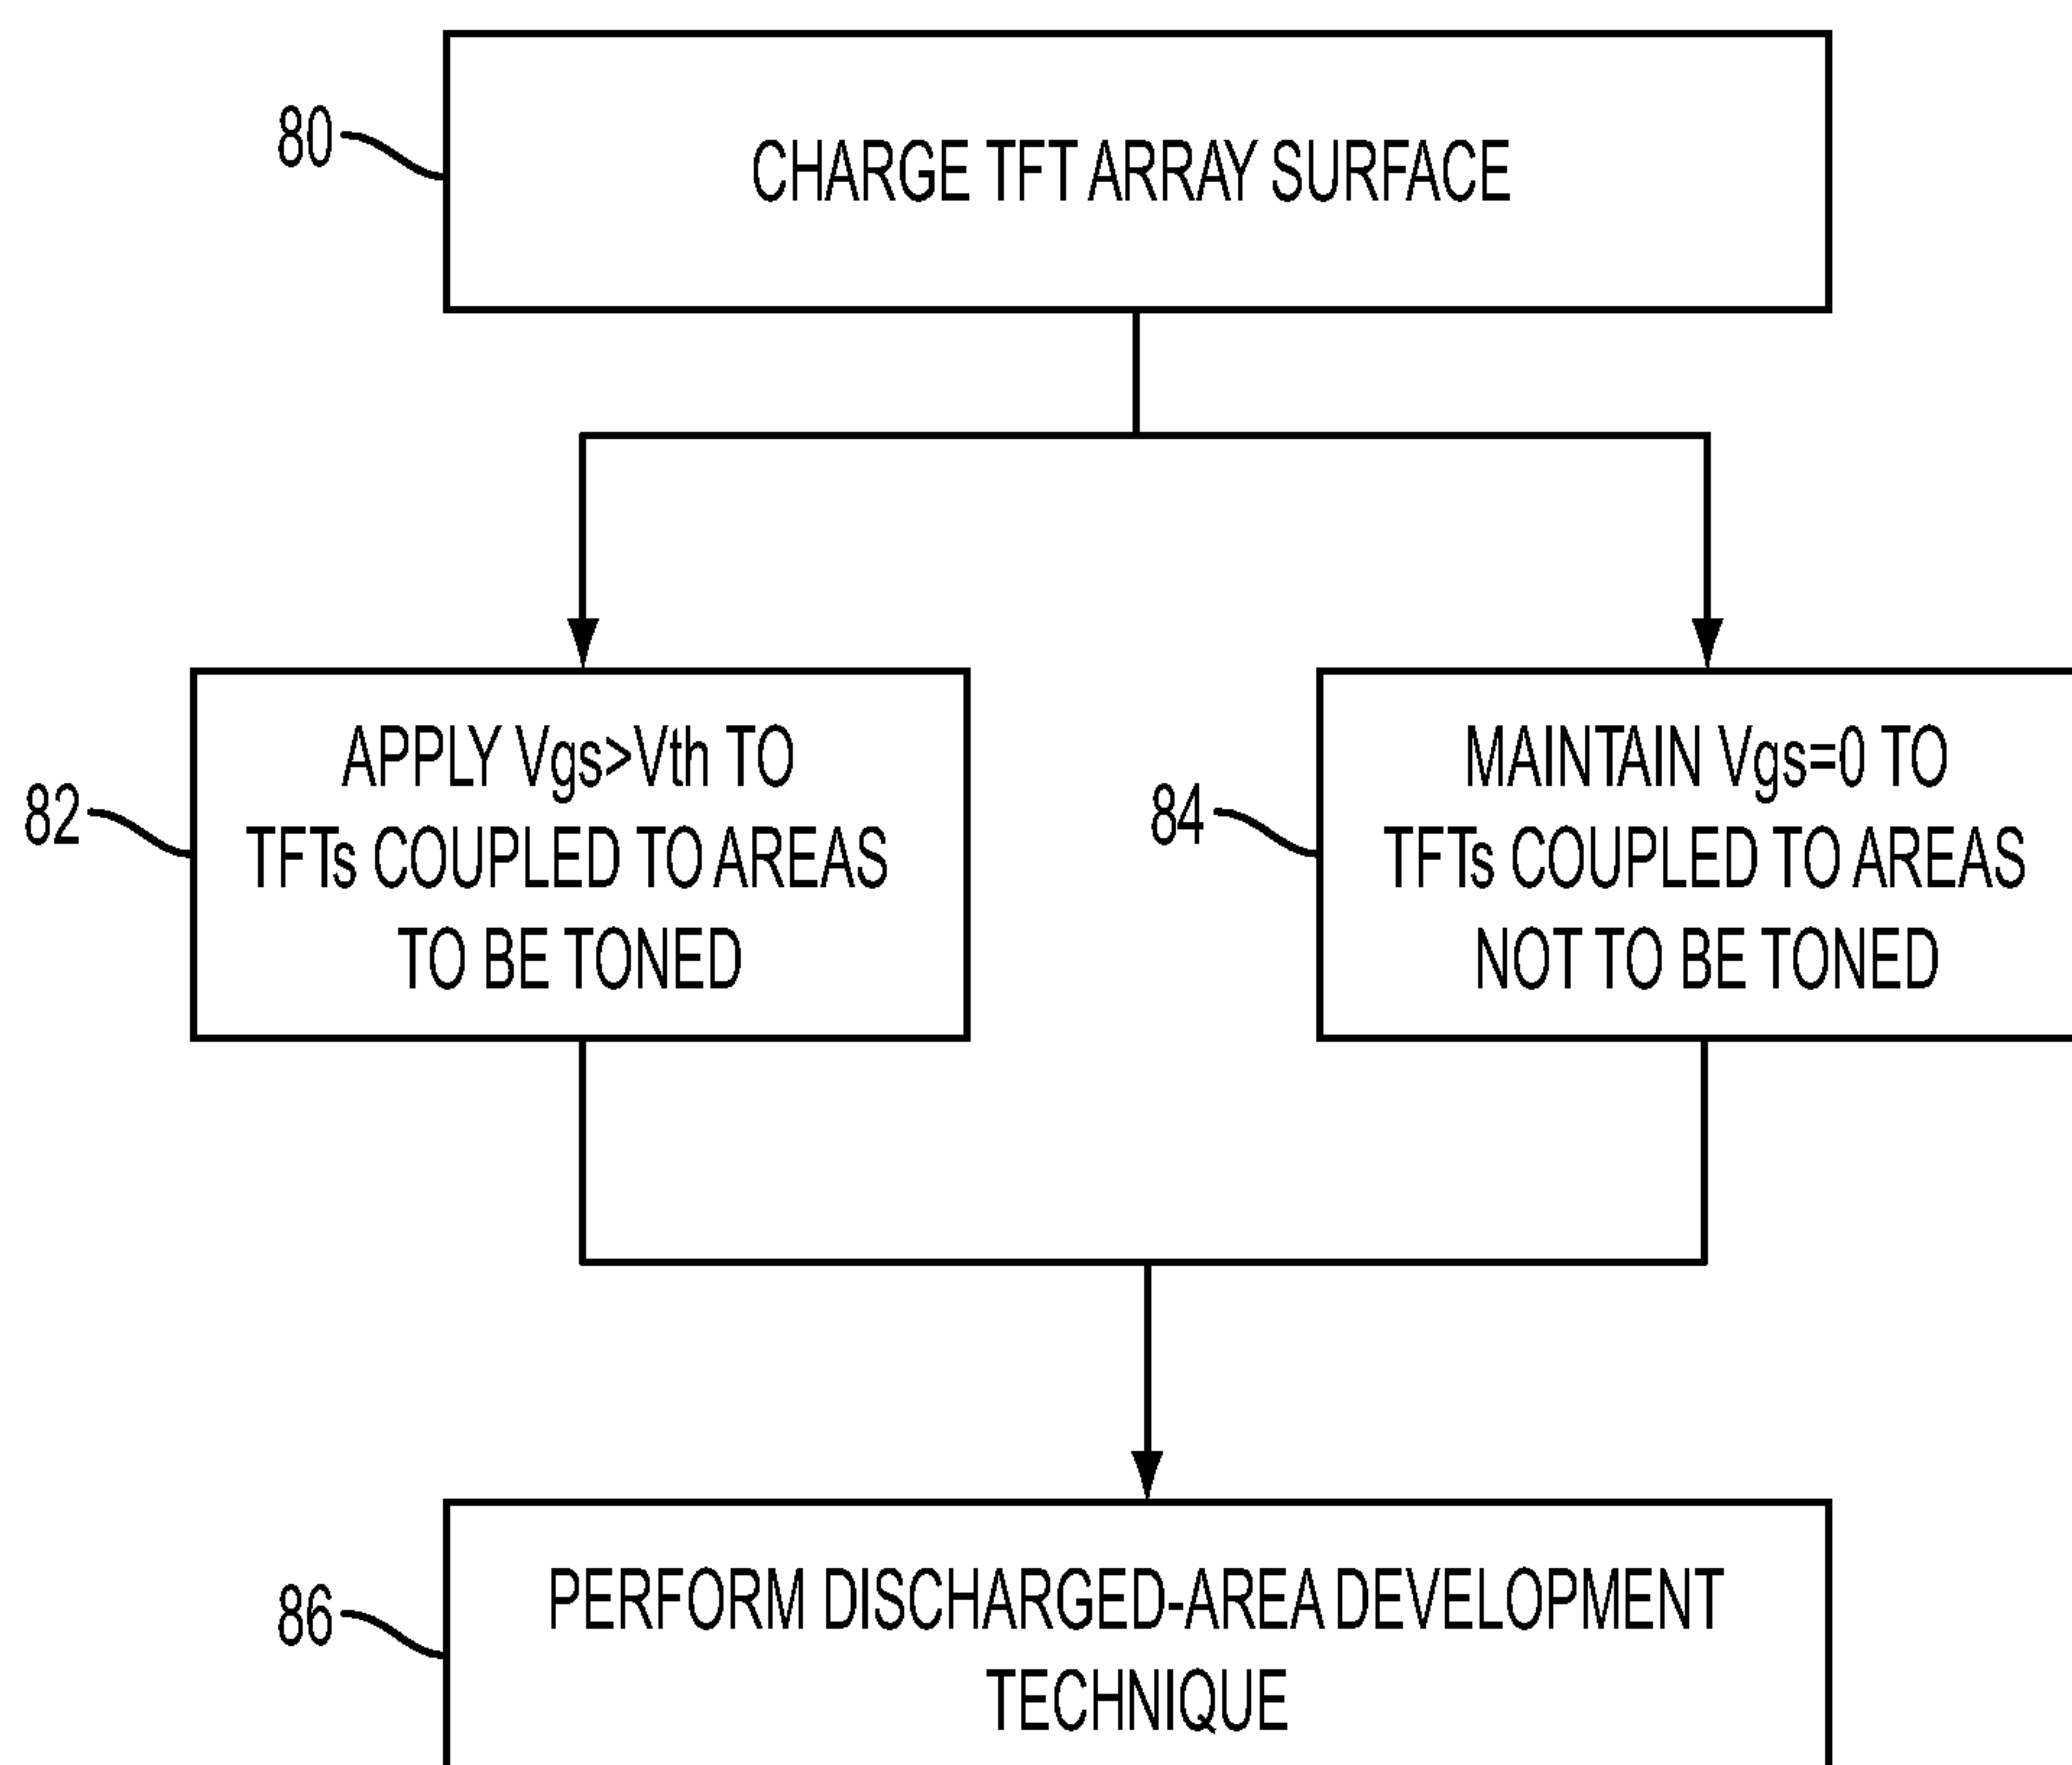 80
CHARGE TFT ARRAY SURFACE
82
APPLY Vgs>Vth TO
TFTs COUPLED TO AREAS
TO BE TONED
84
MAINTAIN Vgs=0 TO
TFTs COUPLED TO AREAS
NOT TO BE TONED
86
PERFORM DISCHARGED-AREA DEVELOPMENT
TECHNIQUE